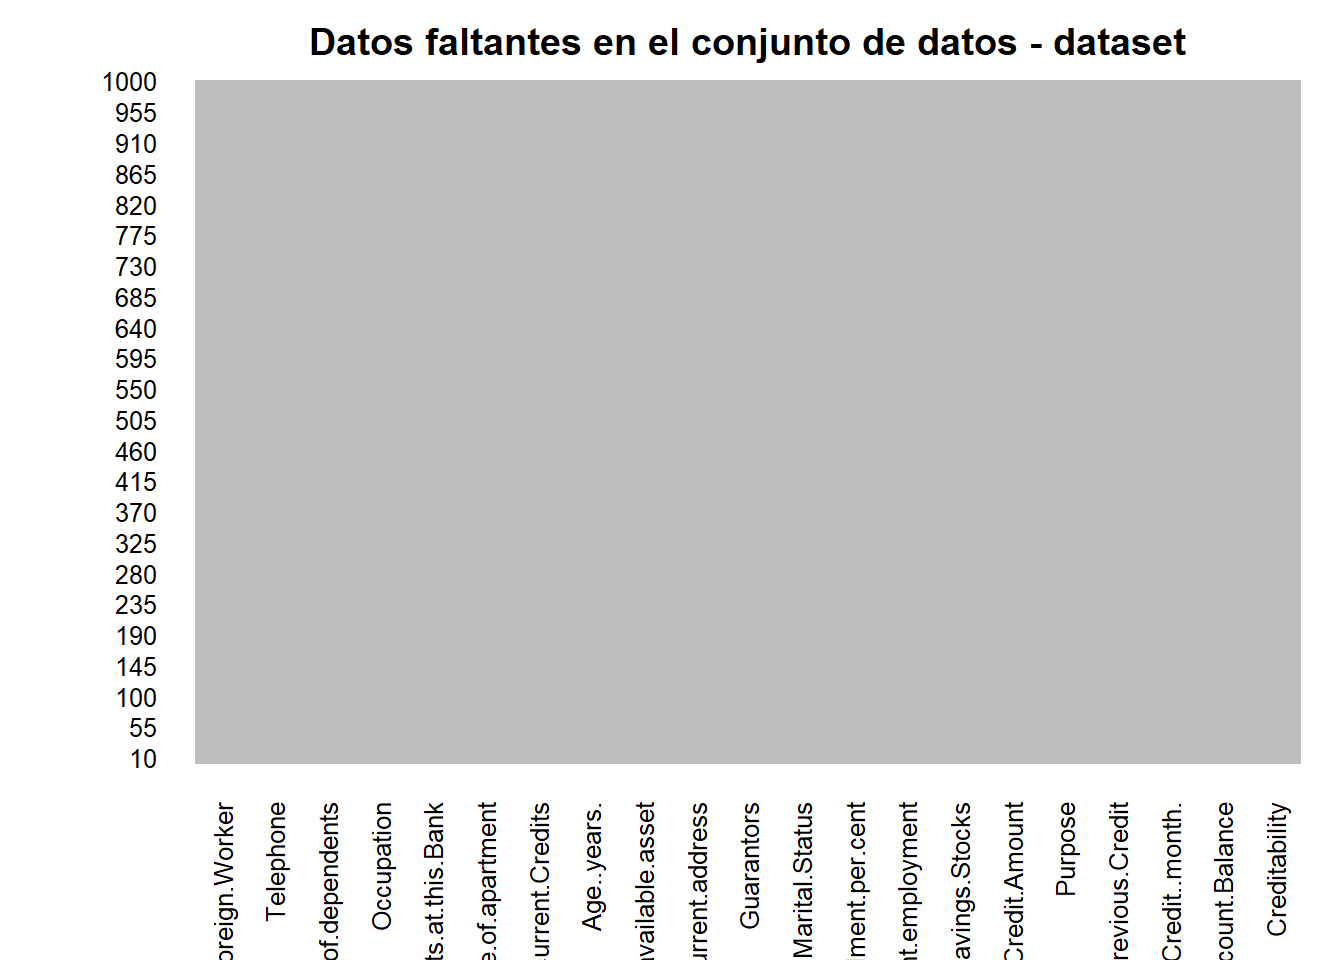 Datos faltantes en el conjunto de datos - dataset
1000
955
910
865
820
775
730
685
640
595
550
505
460
415
370
325
280
235
190
145
100
55
10
oreign.Worker
Telephone
of.dependents
Occupation
ts.at.this.Bank
e.of.apartment
urrent.Credits
Age..years.
vailable.asset
urrent.address
Guarantors
Marital.Status
lment.per.cent
nt.employment
avings.Stocks
Credit.Amount
Purpose
revious.Credit
Credit..month.
count.Balance
Creditability